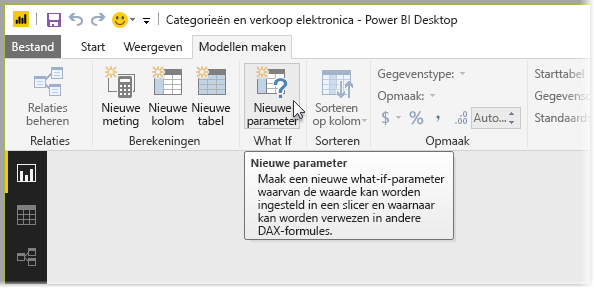 Categorieën en verkoop elektronica - Power BI Desktop
Bestand Start Weergeven Modellen maken
Relaties beheren
Nieuwe meting
Nieuwe kolom
Nieuwe tabel
Nieuwe parameter
Sorteren op kolom
Gegevenstype:
Opmaak:
$ % , .00 Auto...
Starttabel
Gegevensc
Standaards
Relaties Berekeningen What If Sorteren Opmaak
Nieuwe parameter
Maak een nieuwe what-if-parameter
waarvan de waarde kan worden
ingesteld in een slicer en waarnaar
kan worden verwezen in andere
DAX-formules.